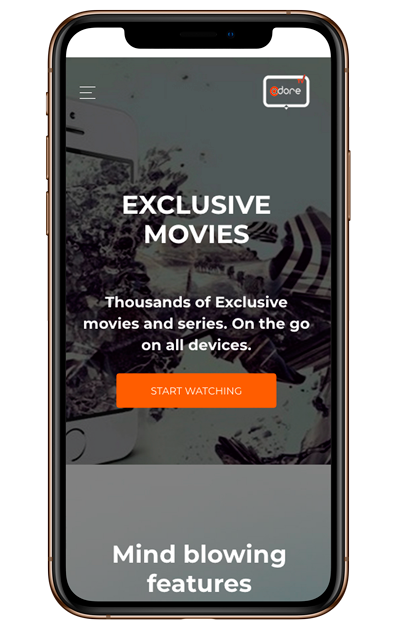 edore
EXCLUSIVE
MOVIES
Thousands of Exclusive
movies and series. On the go
on all devices.
START WATCHING
Mind blowing
features